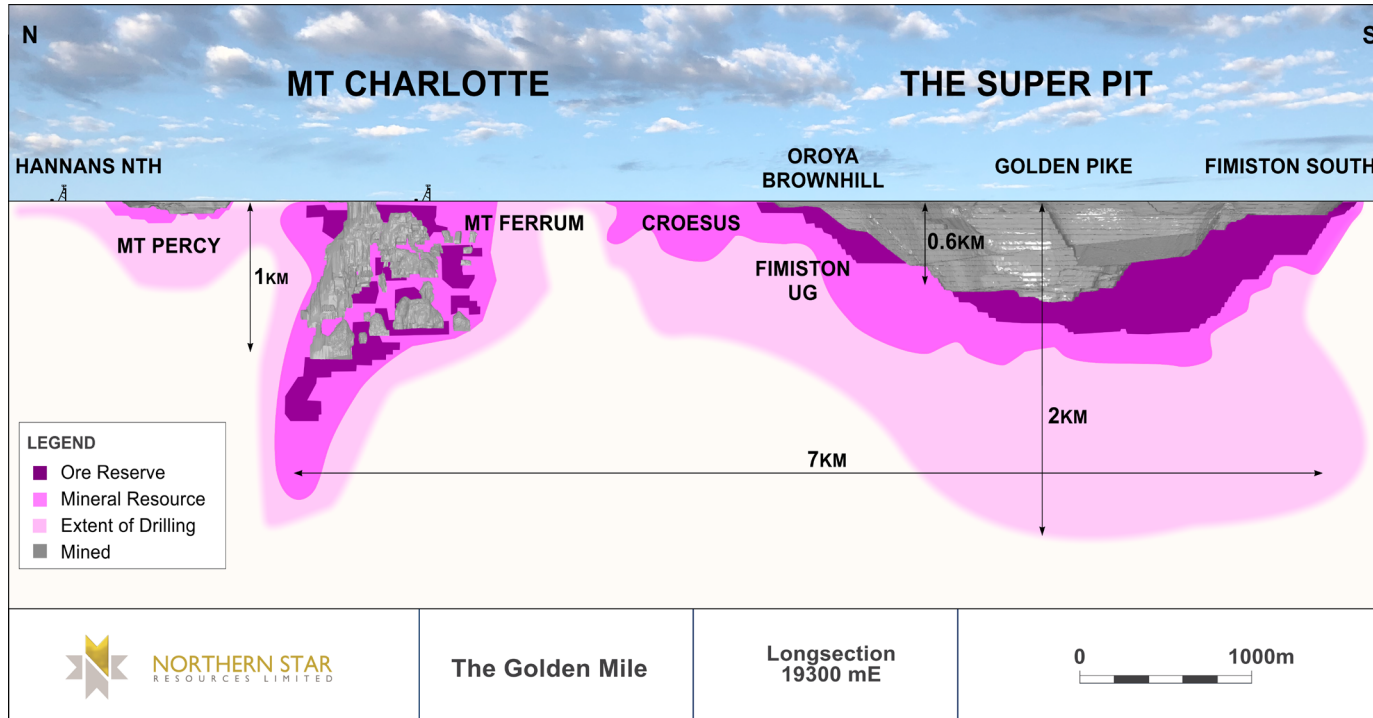 N
S
MT CHARLOTTE
THE SUPER PIT
HANNANS NTH
OROYA
BROWNHILL
GOLDEN PIKE
FIMISTON SOUTH
MT PERCY
MT FERRUM
CROESUS
1KM
0.6KM
FIMISTON
UG
2KM
7KM
LEGEND
Ore Reserve
Mineral Resource
Extent of Drilling
Mined
NORTHERN STAR
RESOURCES LIMITED
The Golden Mile
Longsection
19300 mE
0 1000m